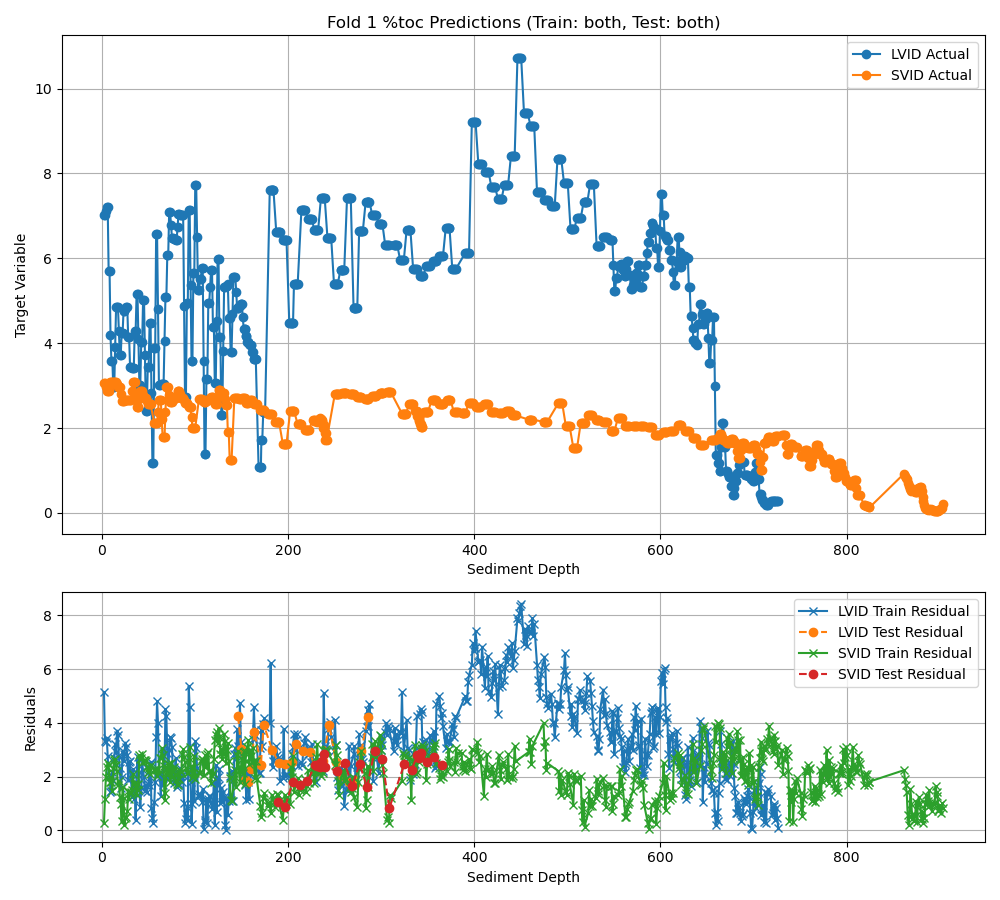 Fold 1 %toc Predictions (Train: both, Test: both)
LVID Actual
SVID Actual
10
8
6
4
2
0
Target Variable
0 200 400 600 800
Sediment Depth
LVID Train Residual
LVID Test Residual
SVID Train Residual
SVID Test Residual
8
6
4
2
0
Residuals
0 200 400 600 800
Sediment Depth